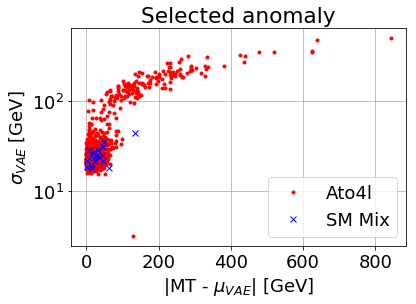 Selected anomaly
σ_VAE [GeV]
10²
10¹
Ato4l
SM Mix
0 200 400 600 800
|MT - μ_VAE| [GeV]